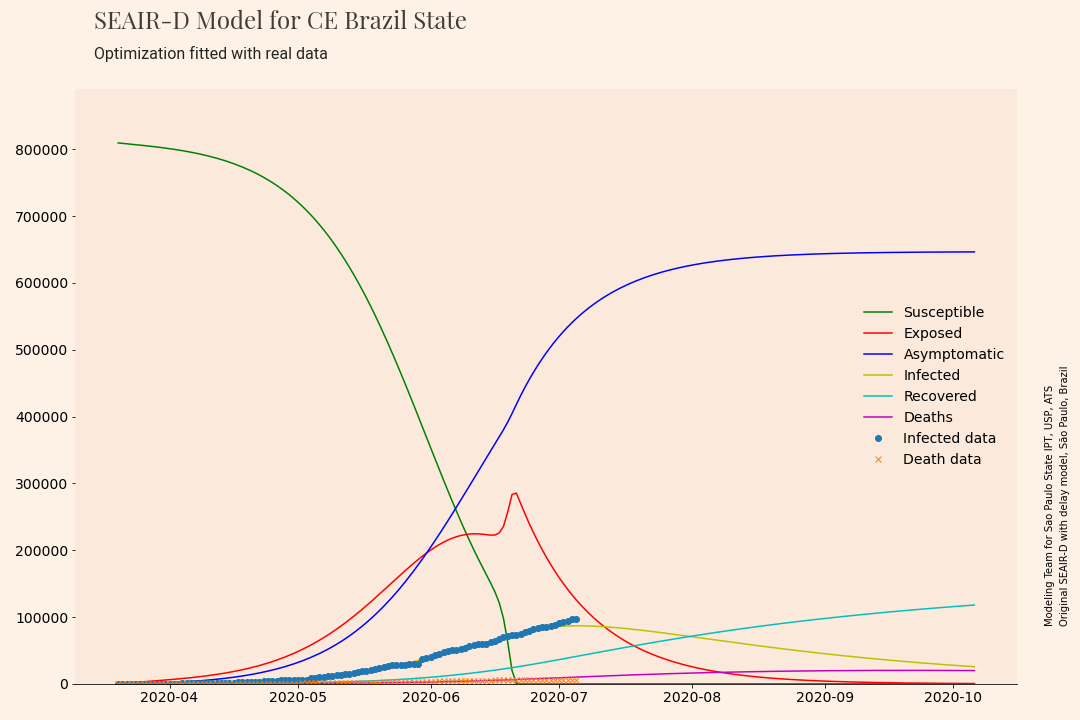 SEAIR-D Model for CE Brazil State
Optimization fitted with real data
800000
700000
600000
500000
400000
300000
200000
100000
0
2020-04
2020-05
2020-06
2020-07
2020-08
2020-09
2020-10
Susceptible
Exposed
Asymptomatic
Infected
Recovered
Deaths
Infected data
Death data
Modeling Team for Sao Paulo State IPT, USP, ATS
Original SEAIR-D with delay model, São Paulo, Brazil